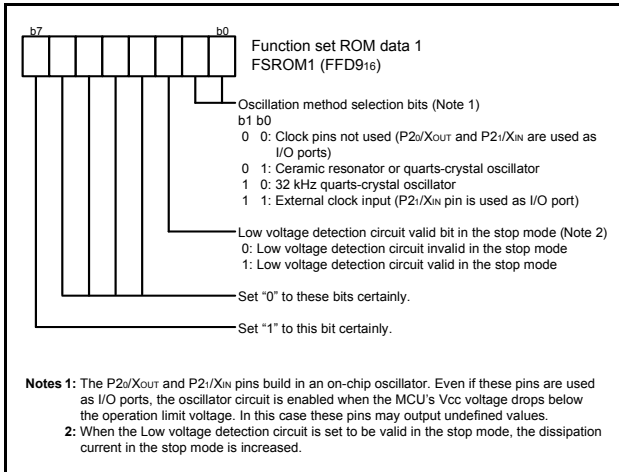 b7 b0
Function set ROM data 1
FSROM1 (FFD916)
Oscillation method selection bits (Note 1)
b1 b0
0 0: Clock pins not used (P20/XOUT and P21/XIN are used as
I/O ports)
0 1: Ceramic resonator or quarts-crystal oscillator
1 0: 32 kHz quarts-crystal oscillator
1 1: External clock input (P21/XIN pin is used as I/O port)
Low voltage detection circuit valid bit in the stop mode (Note 2)
0: Low voltage detection circuit invalid in the stop mode
1: Low voltage detection circuit valid in the stop mode
Set “0” to these bits certainly.
Set “1” to this bit certainly.
Notes 1: The P20/XOUT and P21/XIN pins build in an on-chip oscillator. Even if these pins are used
as I/O ports, the oscillator circuit is enabled when the MCU's Vcc voltage drops below
the operation limit voltage. In this case these pins may output undefined values.
2: When the Low voltage detection circuit is set to be valid in the stop mode, the dissipation
current in the stop mode is increased.